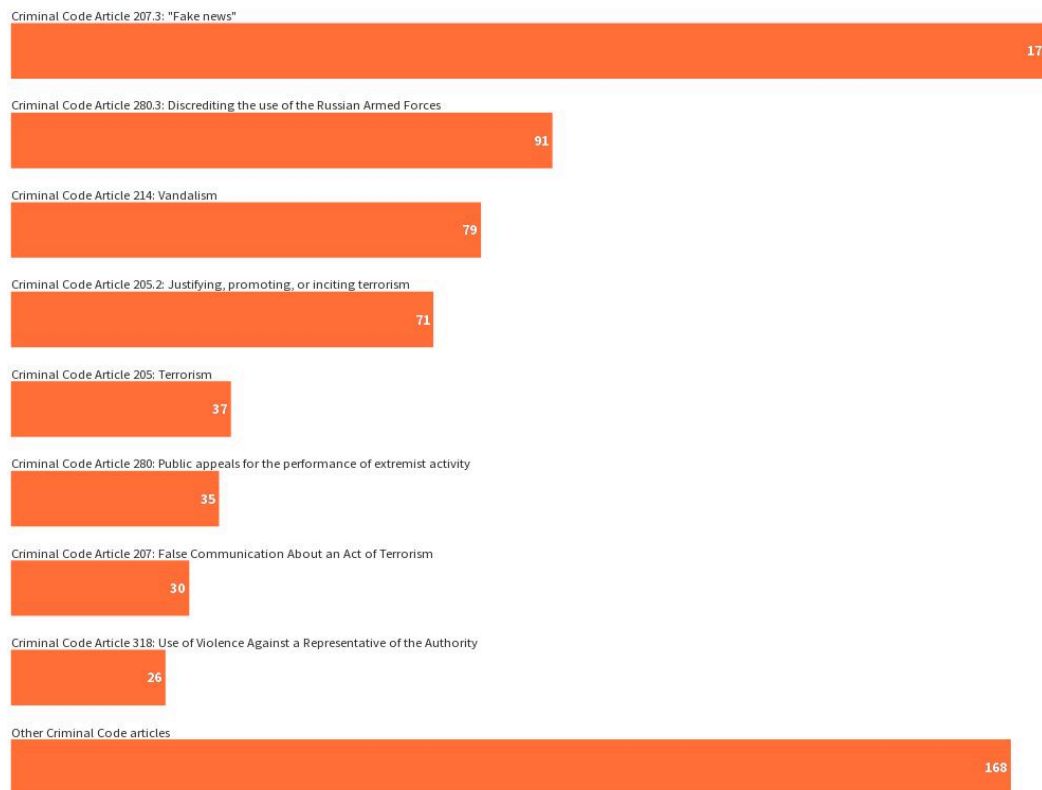 Criminal Code Article 207.3: "Fake news"
17
Criminal Code Article 280.3: Discrediting the use of the Russian Armed Forces
91
Criminal Code Article 214: Vandalism
79
Criminal Code Article 205.2: Justifying, promoting, or inciting terrorism
71
Criminal Code Article 205: Terrorism
37
Criminal Code Article 280: Public appeals for the performance of extremist activity
35
Criminal Code Article 207: False Communication About an Act of Terrorism
30
Criminal Code Article 318: Use of Violence Against a Representative of the Authority
26
Other Criminal Code articles
168